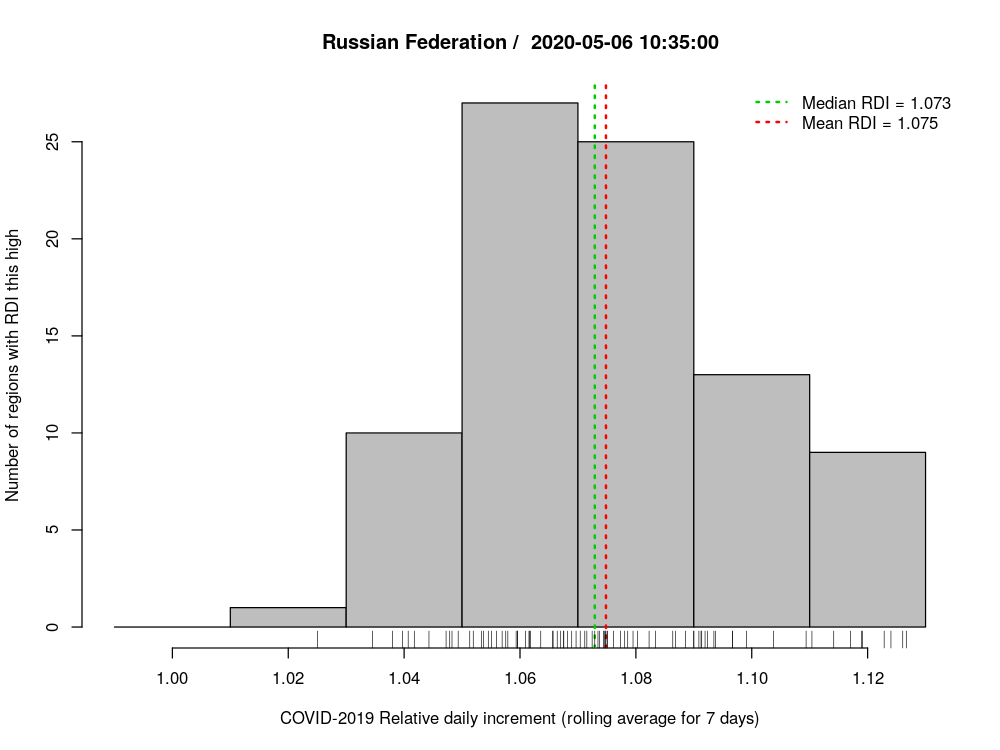 Russian Federation /  2020-05-06 10:35:00
Median RDI = 1.073
Mean RDI = 1.075
Number of regions with RDI this high
25
20
15
10
5
0
1.00 1.02 1.04 1.06 1.08 1.10 1.12
COVID-2019 Relative daily increment (rolling average for 7 days)